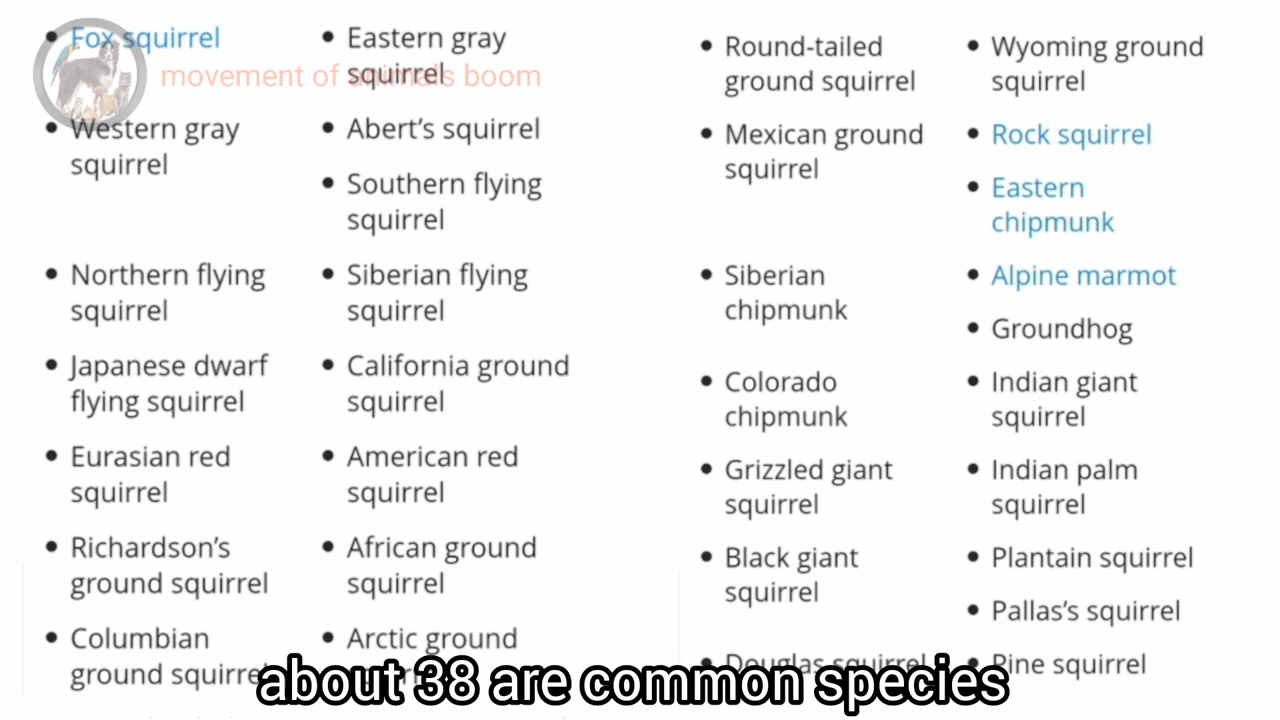 Fox squirrel
Western gray
squirrel
Northern flying
squirrel
Japanese dwarf
flying squirrel
Eurasian red
squirrel
Richardson's
ground squirrel
Columbian
ground squirrel
Eastern gray
squirrel
Abert's squirrel
Southern flying
squirrel
Siberian flying
squirrel
California ground
squirrel
American red
squirrel
African ground
squirrel
Arctic ground
movement of animals boom
Round-tailed
ground squirrel
Mexican ground
squirrel
Siberian
chipmunk
Colorado
chipmunk
Grizzled giant
squirrel
Black giant
squirrel
Douglas squirrel
Wyoming ground
squirrel
Rock squirrel
Eastern
chipmunk
Alpine marmot
Groundhog
Indian giant
squirrel
Indian palm
squirrel
Plantain squirrel
Pallas's squirrel
Pine squirrel
about 38 are common species